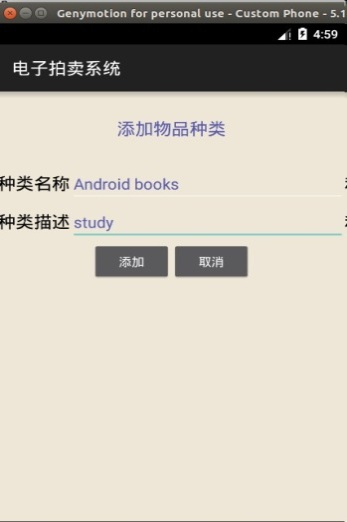 Genymotion for personal use - Custom Phone - 5.1
4:59
电子拍卖系统
添加物品种类
种类名称 Android books
种类描述 study
添加 取消